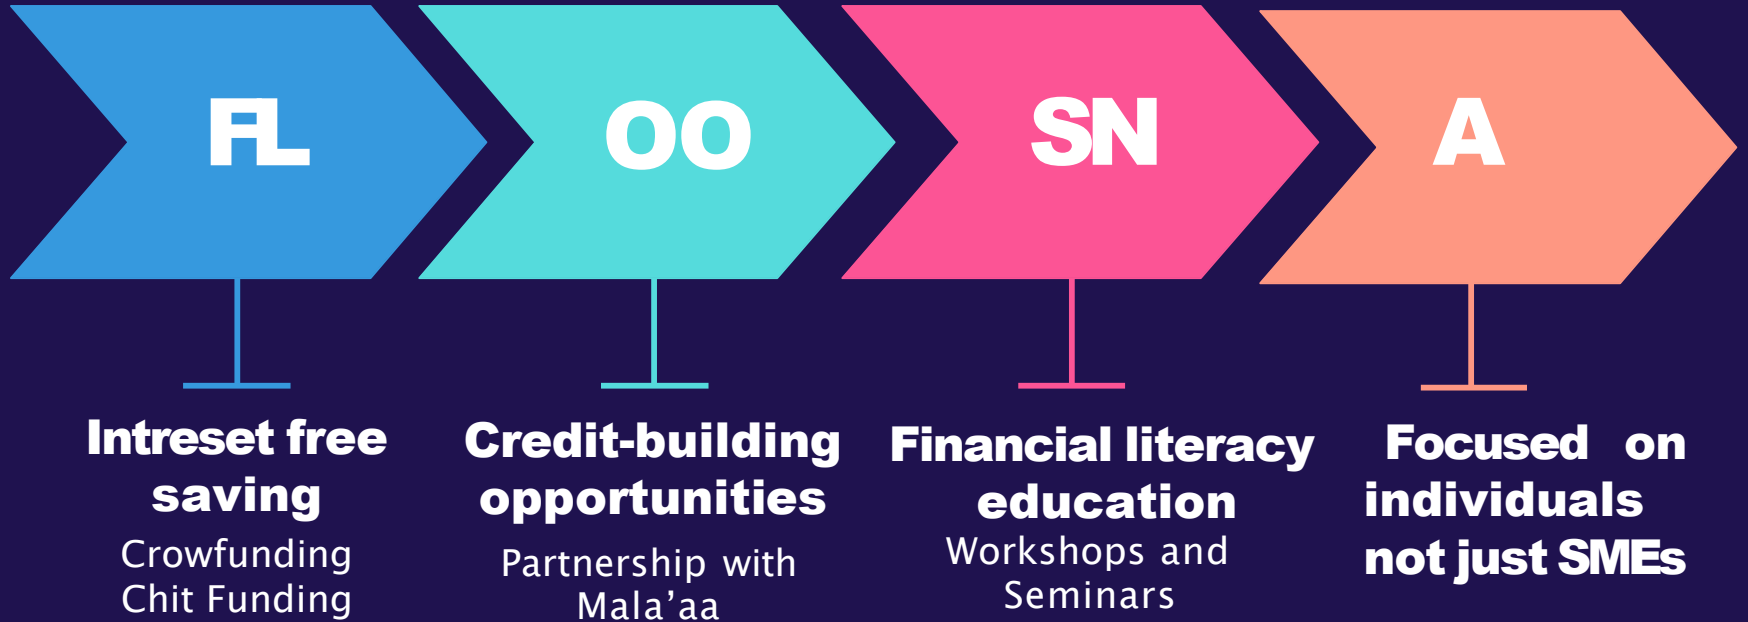 FL
OO
SN
A
Intreset free
saving
Crowfunding
Chit Funding
Credit-building
opportunities
Partnership with
Mala’aa
Financial literacy
education
Workshops and
Seminars
Focused on
individuals
not just SMEs